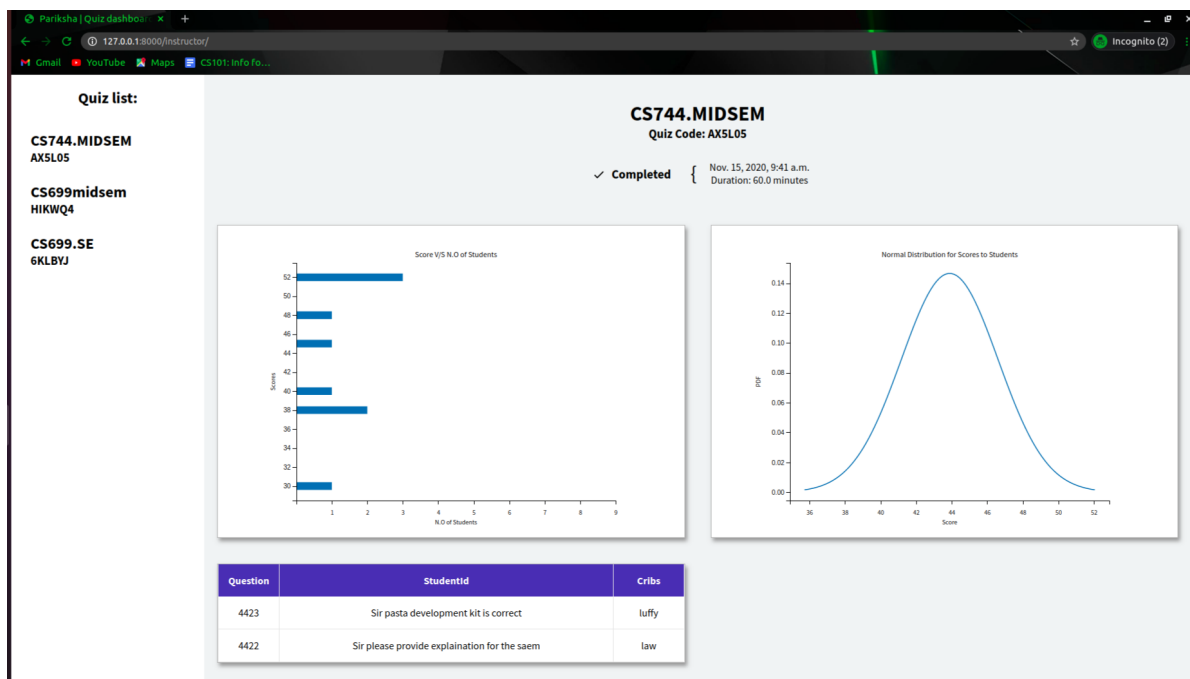 Pariksha | Quiz dashboar
127.0.0.1:8000/instructor/
Incognito (2)
Gmail YouTube Maps CS101: Info fo...
Quiz list:
CS744.MIDSEM
AX5L05
CS699midsem
HIKWQ4
CS699.SE
6KLBYJ
CS744.MIDSEM
Quiz Code: AX5L05
Completed
{
Nov. 15, 2020, 9:41 a.m.
Duration: 60.0 minutes
Score V/S N.O of Students
52
50
48
46
44
42
40
38
36
34
32
30
Scores
1 2 3 4 5 6 7 8 9
N.O of Students
Normal Distribution for Scores to Students
0.14
0.12
0.10
0.08
0.06
0.04
0.02
0.00
PDF
36 38 40 42 44 46 48 50 52
Score
Question StudentId Cribs
4423 Sir pasta development kit is correct luffy
4422 Sir please provide explaination for the saem law